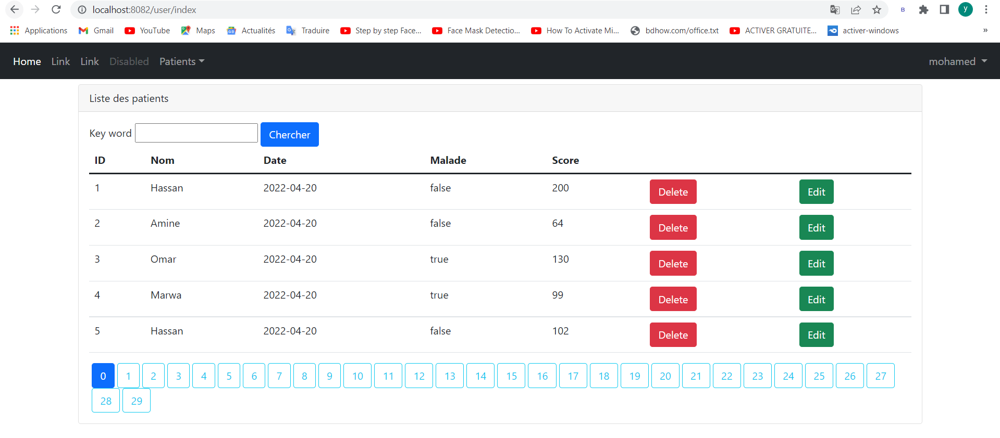 localhost:8082/user/index
y
Applications Gmail YouTube Maps Actualités Traduire Step by step Face... Face Mask Detectio... How To Activate Mi... bdhow.com/office.txt ACTIVER GRATUITE... activer-windows »
Home Link Link Disabled Patients mohamed
Liste des patients
Key word Chercher
ID Nom Date Malade Score
1 Hassan 2022-04-20 false 200 Delete Edit
2 Amine 2022-04-20 false 64 Delete Edit
3 Omar 2022-04-20 true 130 Delete Edit
4 Marwa 2022-04-20 true 99 Delete Edit
5 Hassan 2022-04-20 false 102 Delete Edit
0 1 2 3 4 5 6 7 8 9 10 11 12 13 14 15 16 17 18 19 20 21 22 23 24 25 26 27
28 29